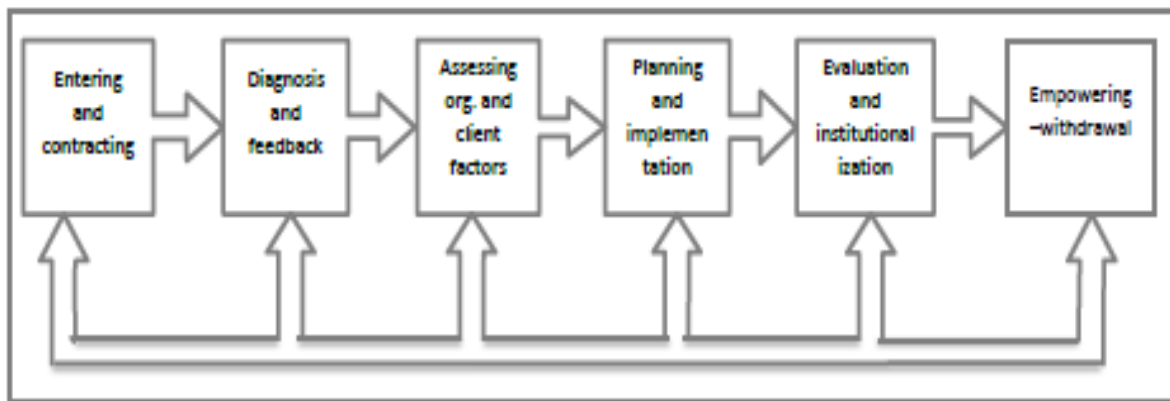 Entering
and
contracting
Diagnosis
and
feedback
Assessing
org. and
client
factors
Planning
and
implemen
tation
Evaluation
and
institutional
ization
Empowering
–withdrawal